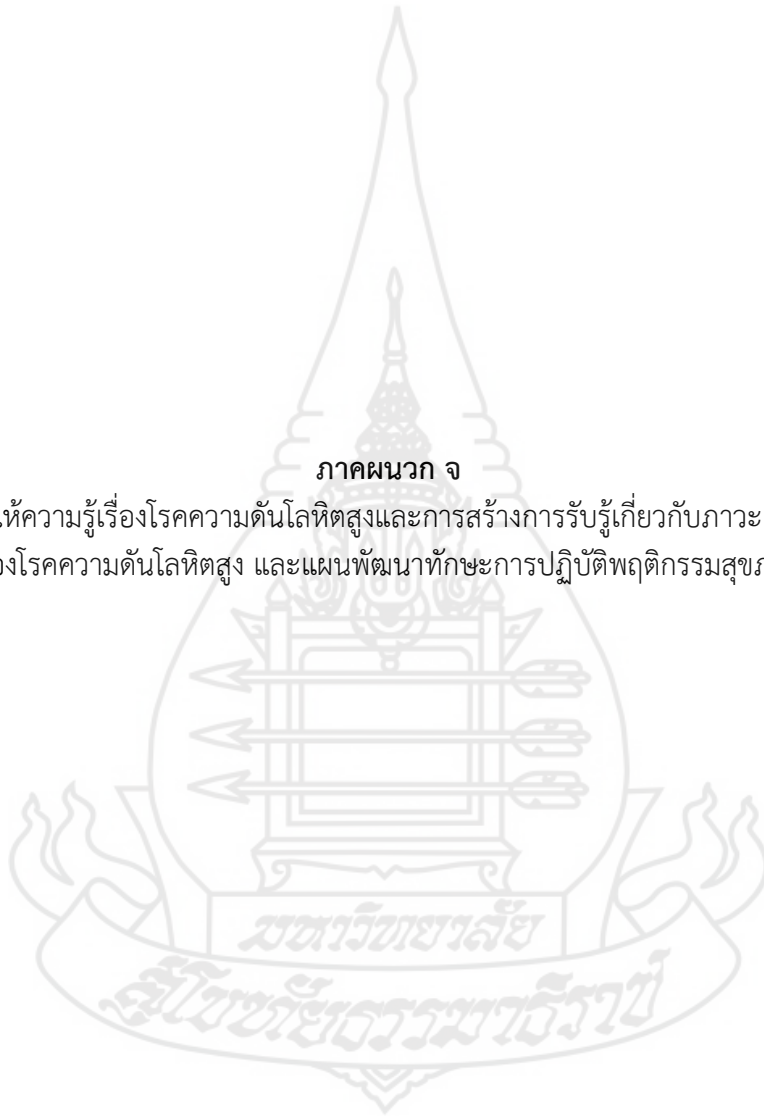 ภาคผนวก จ
ห้ความรู้เรื่องโรคความดันโลหิตสูงและการสร้างการรับรู้เกี่ยวกับภาวะ
งโรคความดันโลหิตสูง และแผนพัฒนาทักษะการปฏิบัติพฤติกรรมสุขภ
มหาวิทยาลัย
สุโขทัยธรรมาธิราช